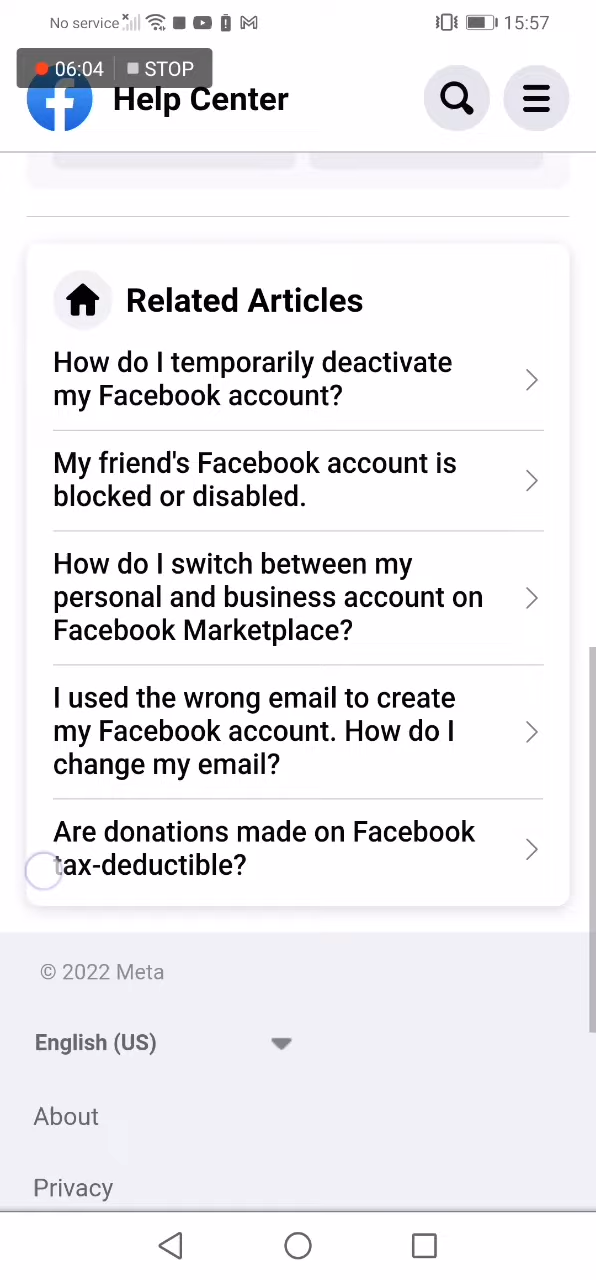 No service
15:57
06:04
STOP
Help Center
Related Articles
How do I temporarily deactivate
my Facebook account?
My friend's Facebook account is
blocked or disabled.
How do I switch between my
personal and business account on
Facebook Marketplace?
I used the wrong email to create
my Facebook account. How do I
change my email?
Are donations made on Facebook
tax-deductible?
© 2022 Meta
English (US)
About
Privacy